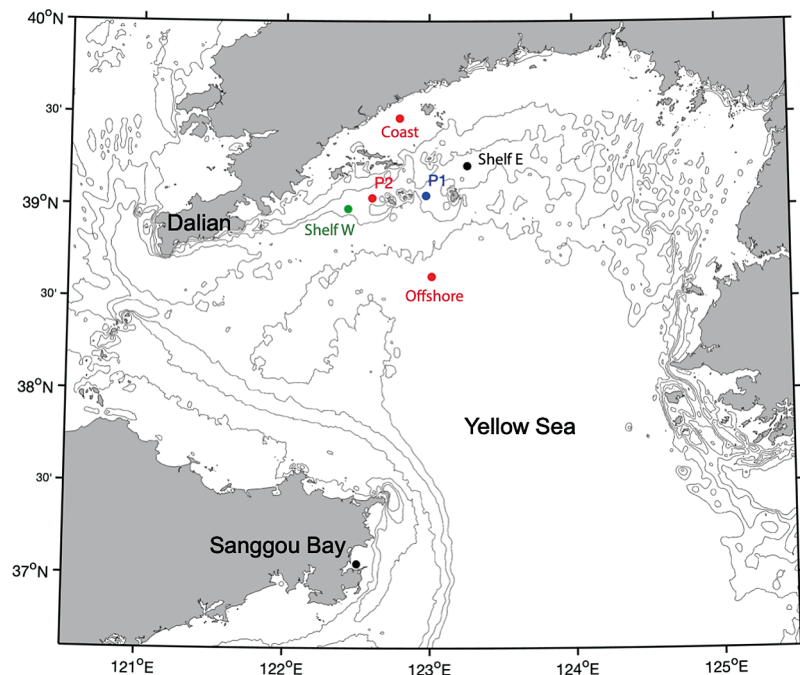 40°N
30'
Coast
Shelf E
P2
P1
39°N
Dalian
Shelf W
30'
Offshore
38°N
Yellow Sea
30'
Sanggou Bay
37°N
121°E 122°E 123°E 124°E 125°E